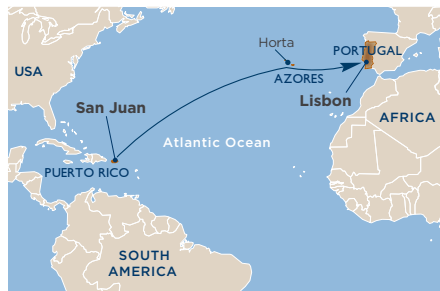 Horta
PORTUGAL
USA
AZORES
Lisbon
San Juan
AFRICA
Atlantic Ocean
PUERTO RICO
SOUTH
AMERICA